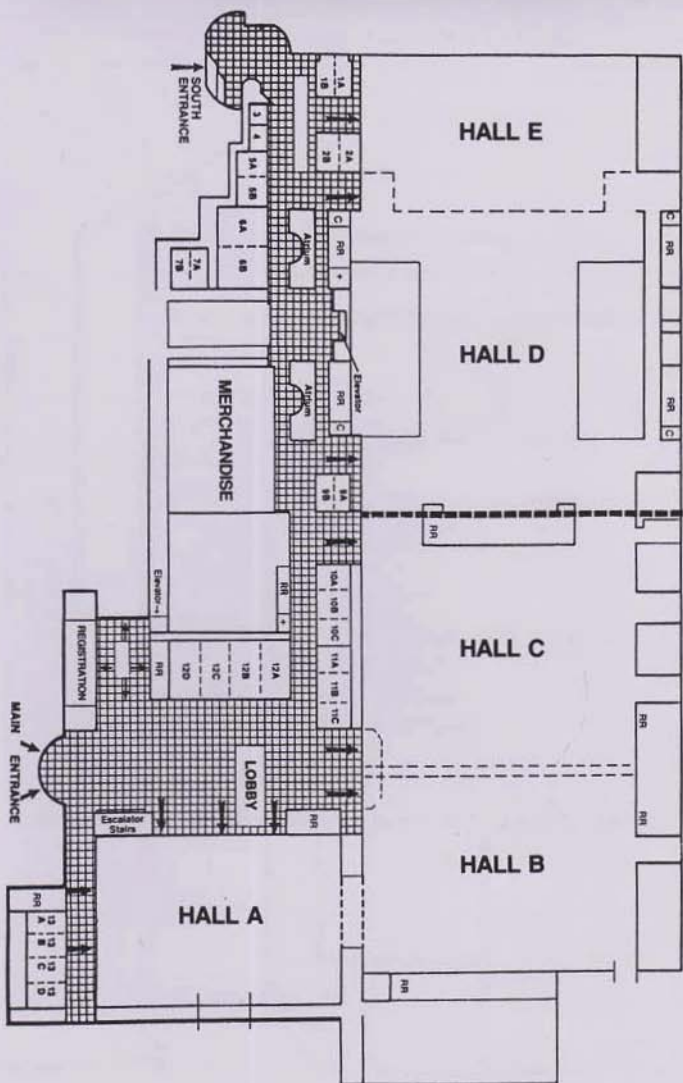 SOUTH
ENTRANCE
1A
1B
2A
2B
3
4
5A
5B
6A
6B
7A
7B
HALL E
C
RR
+
Atrium
Elevator
HALL D
C
RR
RR
C
Atrium
RR
C
MERCHANDISE
9A
9B
RR
10A
10B
10C
11A
11B
11C
HALL C
Elevator→
RR
+
RR
12D
12C
12B
12A
REGISTRATION
MAIN
ENTRANCE
LOBBY
Escalator
Stairs
RR
RR
RR
HALL B
HALL A
RR
RR
13
A
13
B
13
C
13
D